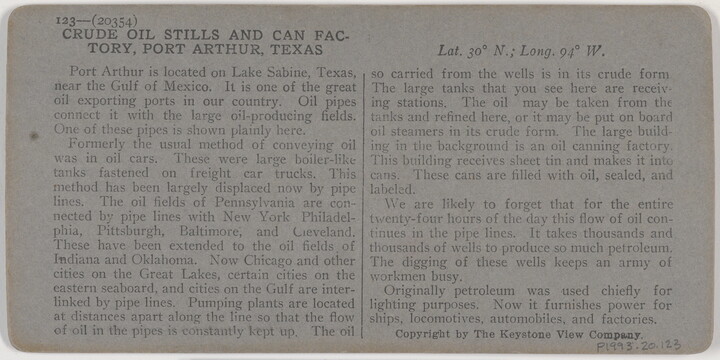 123—(20354)
CRUDE OIL STILLS AND CAN FAC-
TORY, PORT ARTHUR, TEXAS
Port Arthur is located on Lake Sabine, Texas,
near the Gulf of Mexico. It is one of the great
oil exporting ports in our country. Oil pipes
connect it with the large oil-producing fields.
One of these pipes is shown plainly here.
Formerly the usual method of conveying oil
was in oil cars. These were large boiler-like
tanks fastened on freight car trucks. This
method has been largely displaced now by pipe
lines. The oil fields of Pennsylvania are con-
nected by pipe lines with New York Philadel-
phia, Pittsburgh, Baltimore, and Cleveland.
These have been extended to the oil fields of
Indiana and Oklahoma. Now Chicago and other
cities on the Great Lakes, certain cities on the
eastern seaboard, and cities on the Gulf are inter-
linked by pipe lines. Pumping plants are located
at distances apart along the line so that the flow
of oil in the pipes is constantly kept up. The oil
Lat. 30° N.; Long. 94° W.
so carried from the wells is in its crude form
The large tanks that you see here are receiv-
ing stations. The oil may be taken from the
tanks and refined here, or it may be put on board
oil steamers in its crude form. The large build-
ing in the background is an oil canning factory.
This building receives sheet tin and makes it into
cans. These cans are filled with oil, sealed, and
labeled.
We are likely to forget that for the entire
twenty-four hours of the day this flow of oil con-
tinues in the pipe lines. It takes thousands and
thousands of wells to produce so much petroleum.
The digging of these wells keeps an army of
workmen busy.
Originally petroleum was used chiefly for
lighting purposes. Now it furnishes power for
ships, locomotives, automobiles, and factories.
Copyright by The Keystone View Company.
P1993.20.123